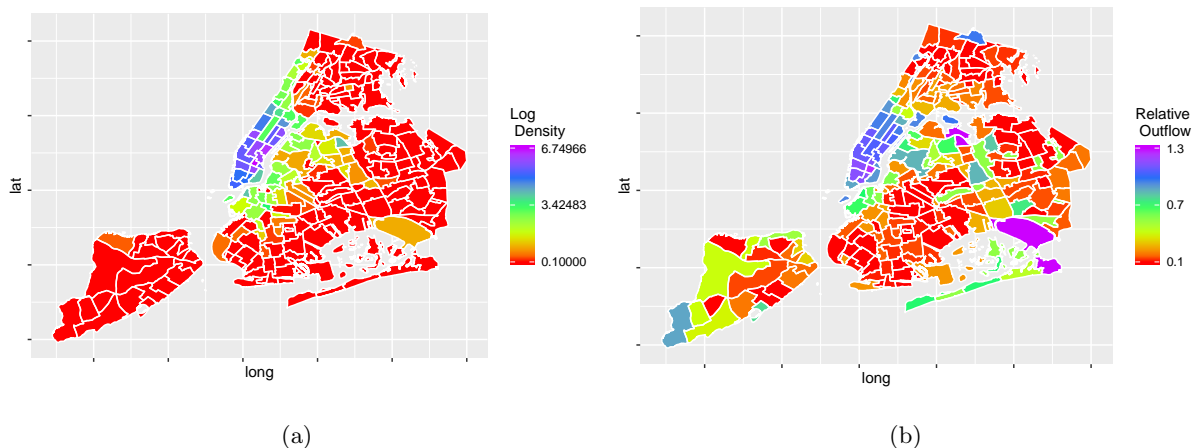 lat
long
Log
Density
6.74966
3.42483
0.10000
(a)
lat
long
Relative
Outflow
1.3
0.7
0.1
(b)